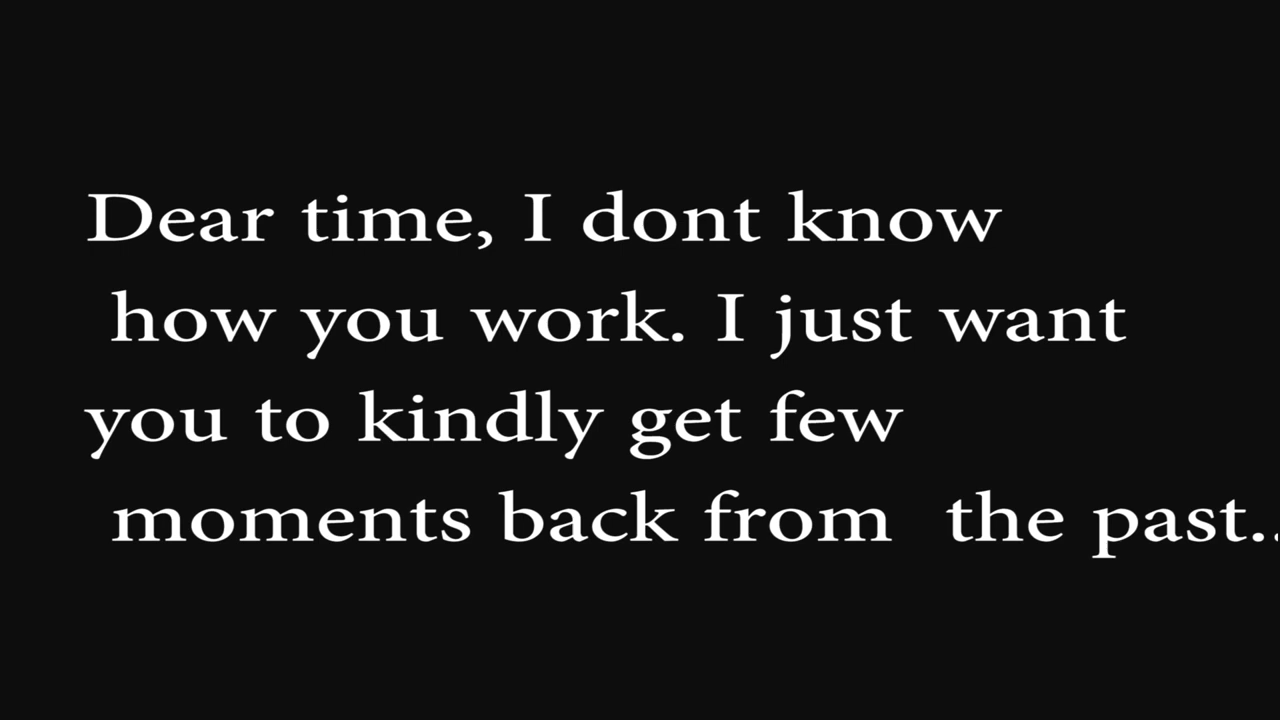 Dear time, I dont know
how you work. I just want
you to kindly get few
moments back from the past..